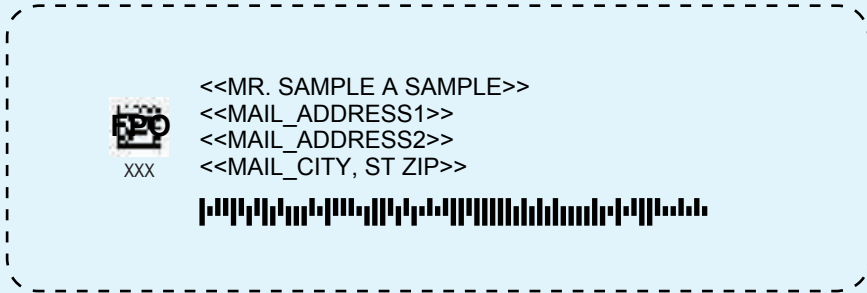 <<MR. SAMPLE A SAMPLE>>
<<MAIL_ADDRESS1>>
<<MAIL_ADDRESS2>>
<<MAIL_CITY, ST ZIP>>
FPO
XXX